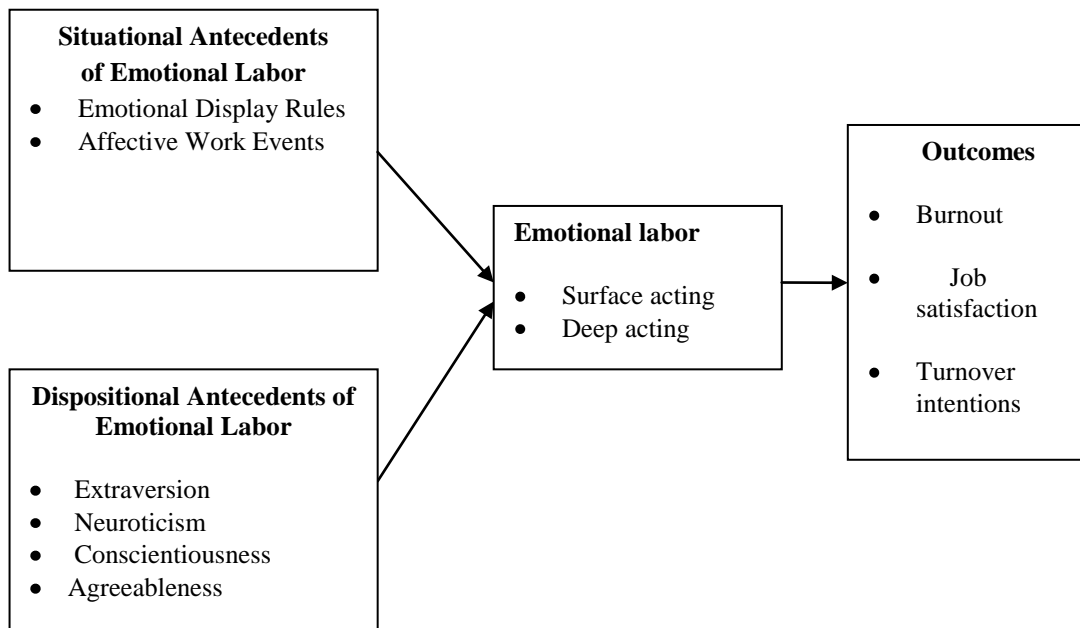 Situational Antecedents
of Emotional Labor
• Emotional Display Rules
• Affective Work Events
Dispositional Antecedents of
Emotional Labor
• Extraversion
• Neuroticism
• Conscientiousness
• Agreeableness
Emotional labor
• Surface acting
• Deep acting
Outcomes
• Burnout
• Job
satisfaction
• Turnover
intentions